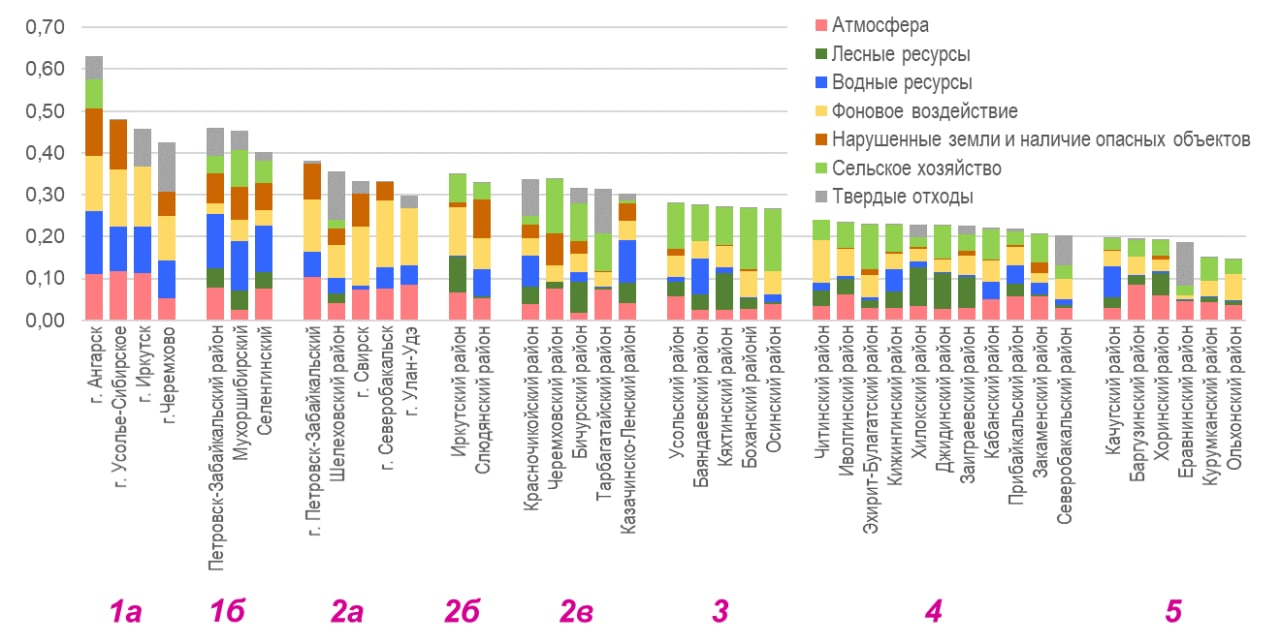 0,70
0,60
0,50
0,40
0,30
0,20
0,10
0,00
Атмосфера
Лесные ресурсы
Водные ресурсы
Фоновое воздействие
Нарушенные земли и наличие опасных объектов
Сельское хозяйство
Твердые отходы
г. Ангарск
г. Усолье-Сибирское
г. Иркутск
г.Черемхово
Петровск-Забайкальский район
Мухоршибирский
Селенгинский
г. Петровск-Забайкальский
Шелеховский район
г. Свирск
г. Северобакальск
г. Улан-Удэ
Иркутский район
Слюдянский район
Красночикойский район
Черемховский район
Бичурский район
Тарбагатайский район
Казачинско-Ленский район
Усольский район
Баяндаевский район
Кяхтинский район
Боханский районй
Осинский район
Читинский район
Иволгинский район
Эхирит-Булагатский район
Кижингинский район
Хилокский район
Джидинский район
Заиграевский район
Кабанский район
Прибайкальский район
Закаменский район
Северобакальский район
Качугский район
Баргузинский район
Хоринский район
Еравнинский район
Курумканский район
Ольхонский район
1а
1б
2а
2б
2в
3
4
5